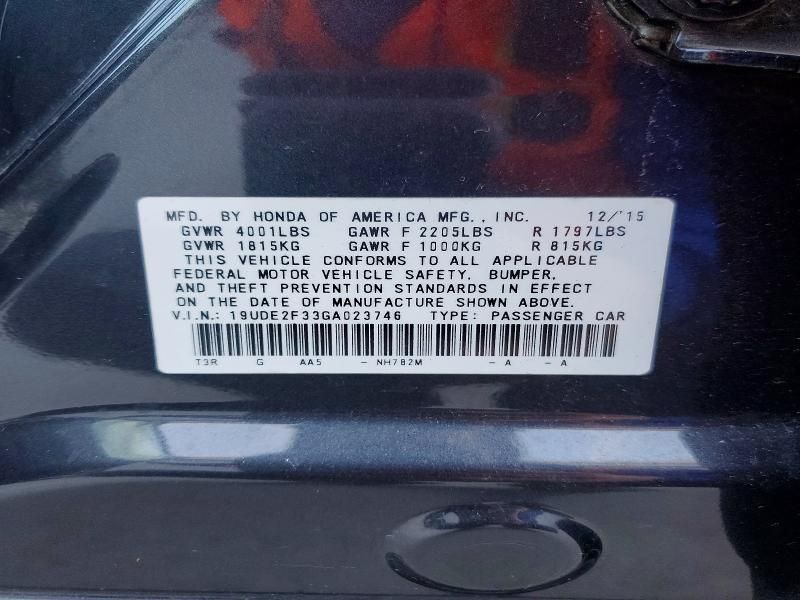 MFD. BY HONDA OF AMERICA MFG., INC. 12/'15
GVWR 4001LBS GAWR F 2205LBS R 1797LBS
GVWR 1815KG GAWR F 1000KG R 815KG
THIS VEHICLE CONFORMS TO ALL APPLICABLE
FEDERAL MOTOR VEHICLE SAFETY, BUMPER,
AND THEFT PREVENTION STANDARDS IN EFFECT
ON THE DATE OF MANUFACTURE SHOWN ABOVE.
V.I.N.: 19UDE2F33GA023746 TYPE: PASSENGER CAR
T3R G AA5 - NH782M - A - A